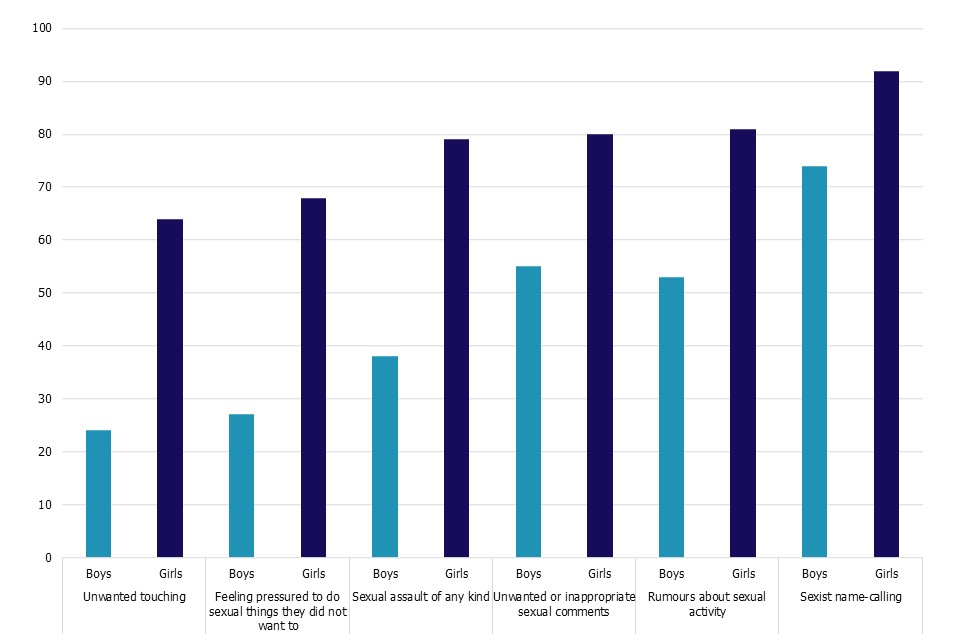 100
90
80
70
60
50
40
30
20
10
0
Boys Girls Boys Girls Boys Girls Boys Girls Boys Girls Boys Girls
Unwanted touching
Feeling pressured to do
sexual things they did not
want to
Sexual assault of any kind
Unwanted or inappropriate
sexual comments
Rumours about sexual
activity
Sexist name-calling